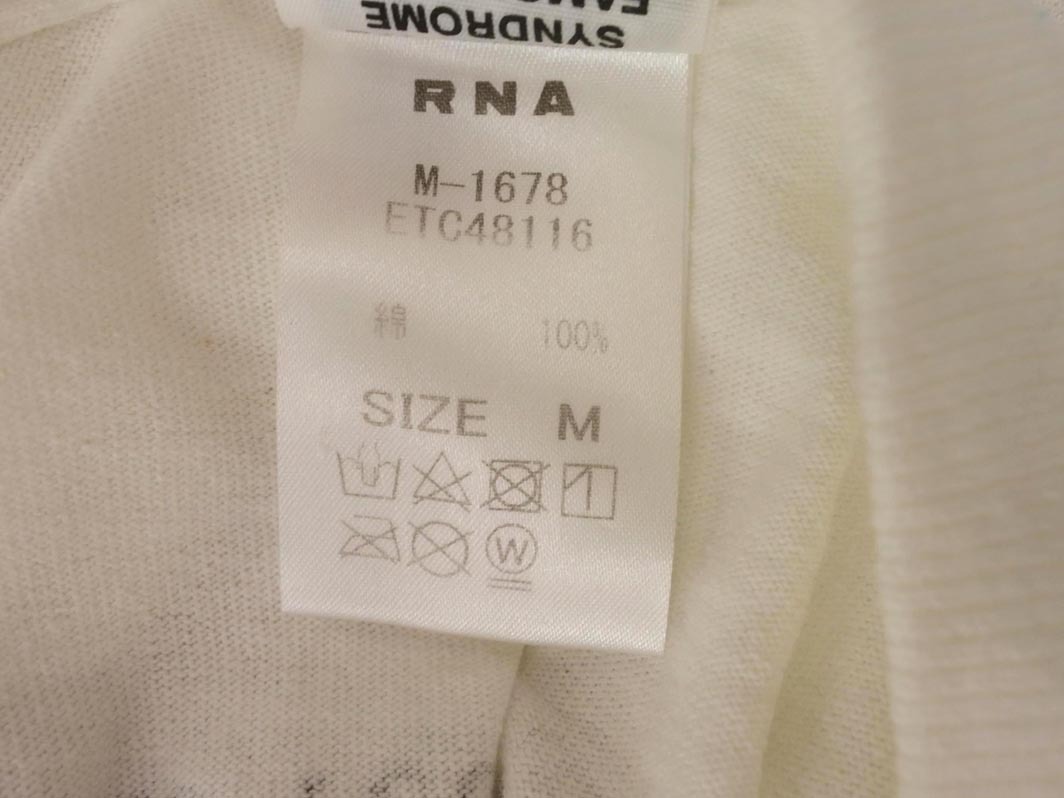 SYNDROME
RNA
M-1678
ETC48116
綿 100%
SIZE M
W